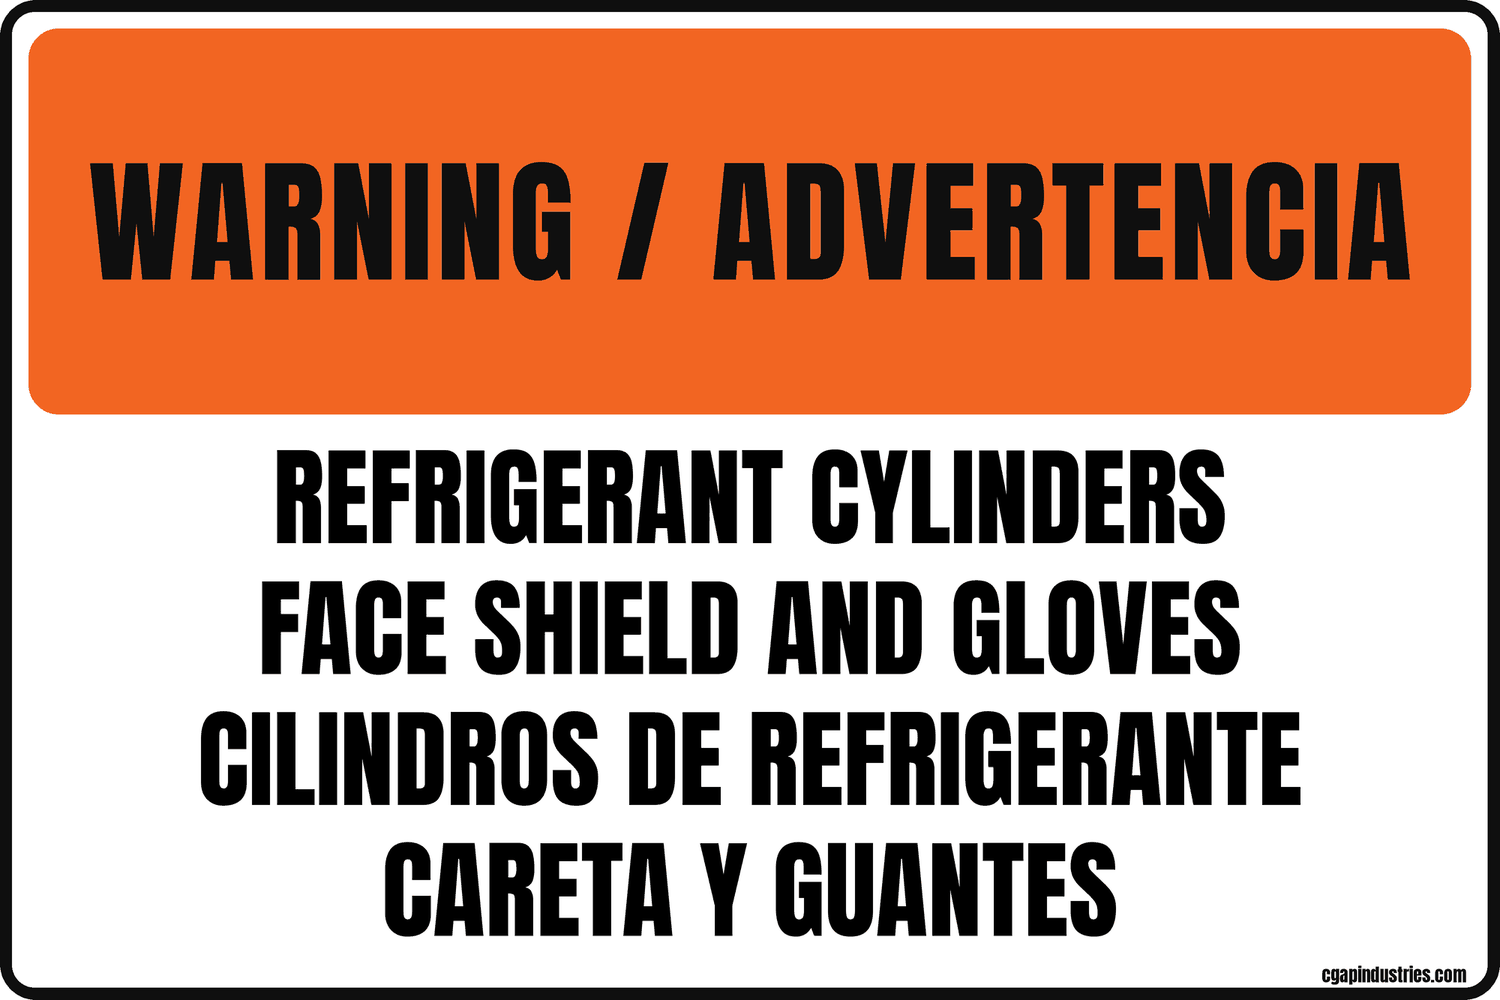 WARNING / ADVERTENCIA
REFRIGERANT CYLINDERS
FACE SHIELD AND GLOVES
CILINDROS DE REFRIGERANTE
CARETA Y GUANTES
cgapindustries.com